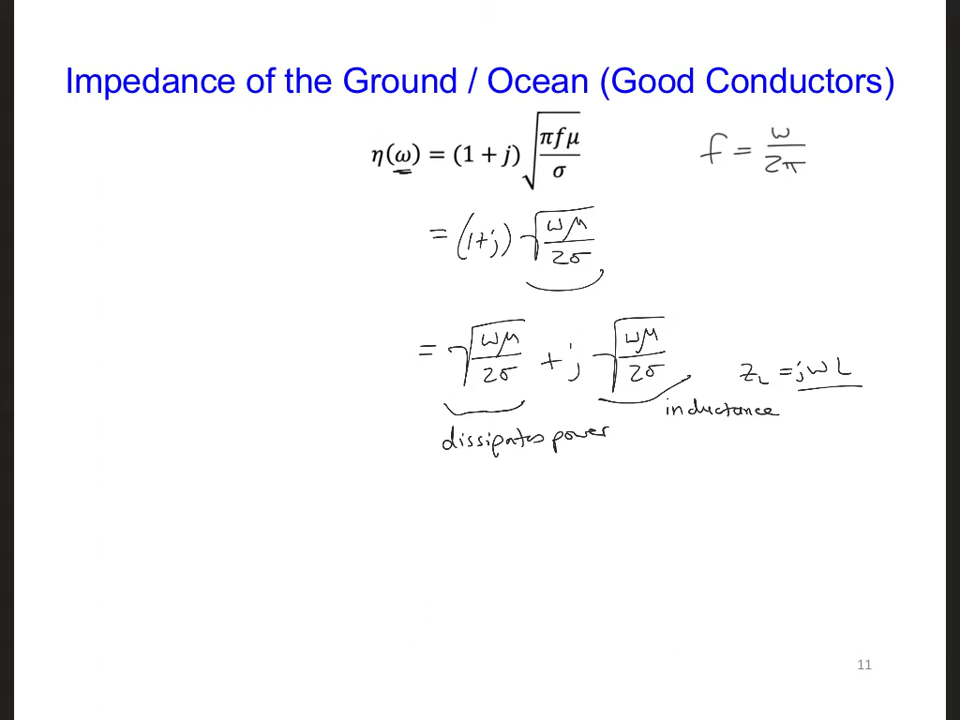 Impedance of the Ground / Ocean (Good Conductors)
η(ω) = (1 + j) √(πfμ / σ)
f = ω / 2π
= (1+j) √(ωμ / 2σ)
= √(ωμ / 2σ) + j √(ωμ / 2σ)
Z_L = jωL
inductance
dissipates power
11